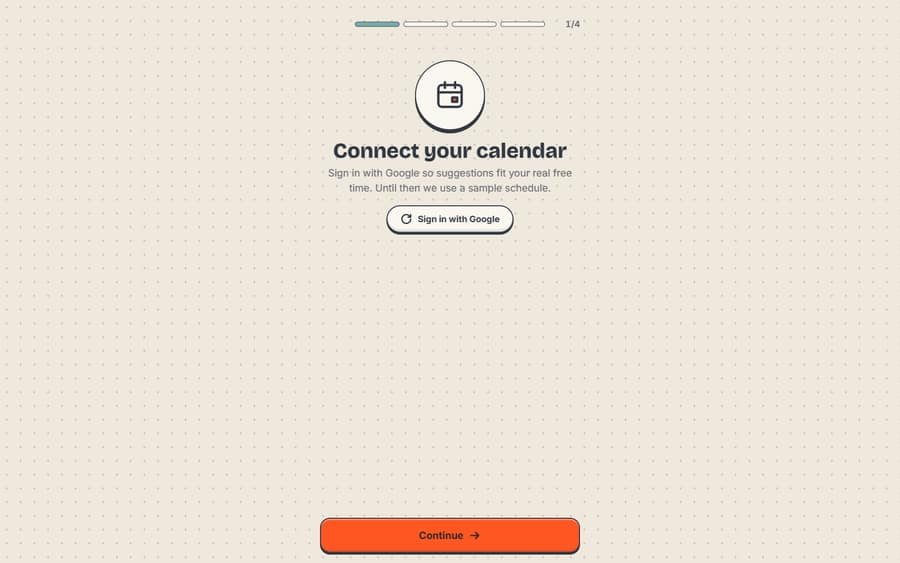 1/4
Connect your calendar
Sign in with Google so suggestions fit your real free
time. Until then we use a sample schedule.
Sign in with Google
Continue